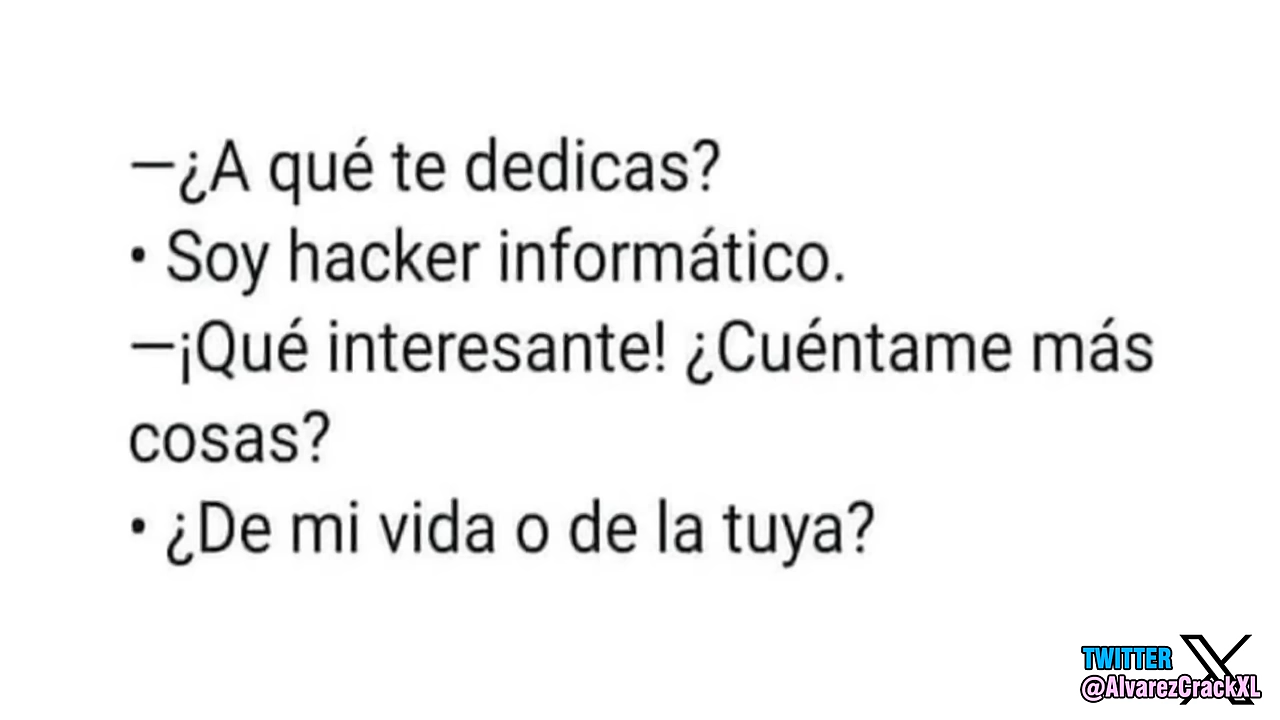 —¿A qué te dedicas?
• Soy hacker informático.
—¡Qué interesante! ¿Cuéntame más
cosas?
• ¿De mi vida o de la tuya?
TWITTER X
@AlvarezCrackXL